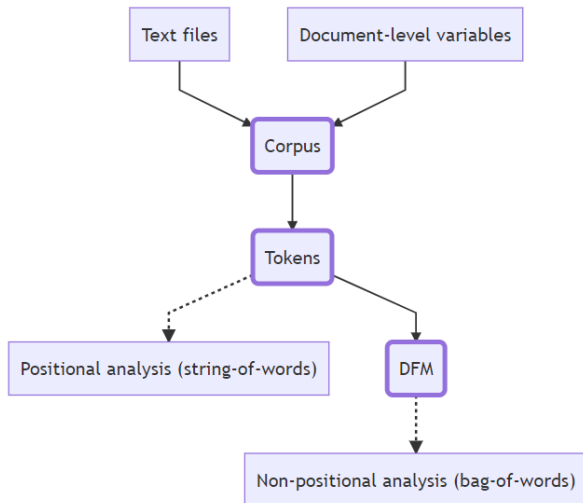 Text files
Document-level variables
Corpus
Tokens
Positional analysis (string-of-words)
DFM
Non-positional analysis (bag-of-words)